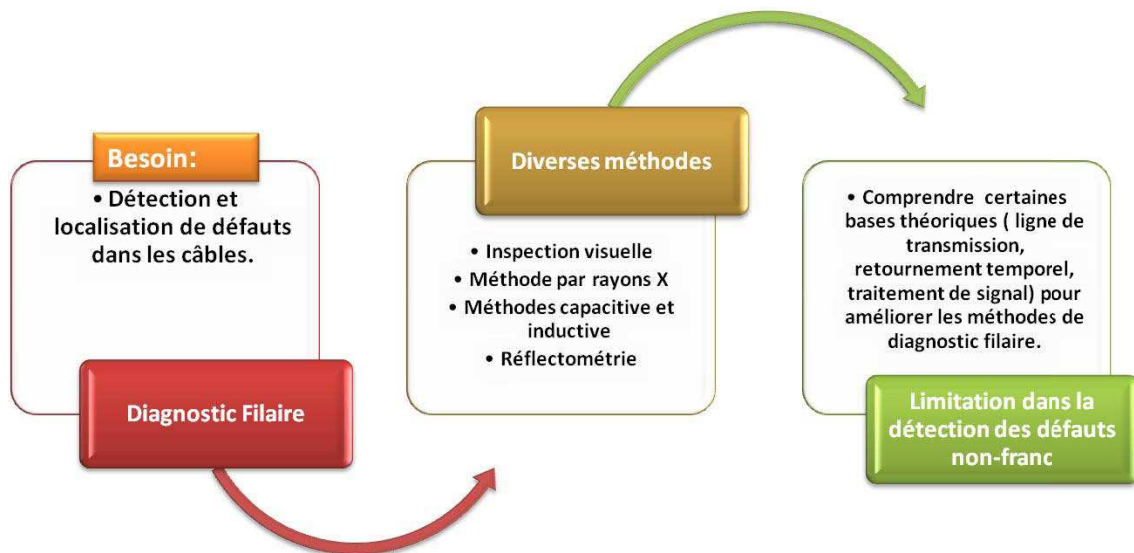 Besoin:
• Détection et
localisation de défauts
dans les câbles.
Diagnostic Filaire
Diverses méthodes
• Inspection visuelle
• Méthode par rayons X
• Méthodes capacitive et
inductive
• Réflectométrie
• Comprendre certaines
bases théoriques ( ligne de
transmission,
retournement temporel,
traitement de signal) pour
améliorer les méthodes de
diagnostic filaire.
Limitation dans la
détection des défauts
non-franc